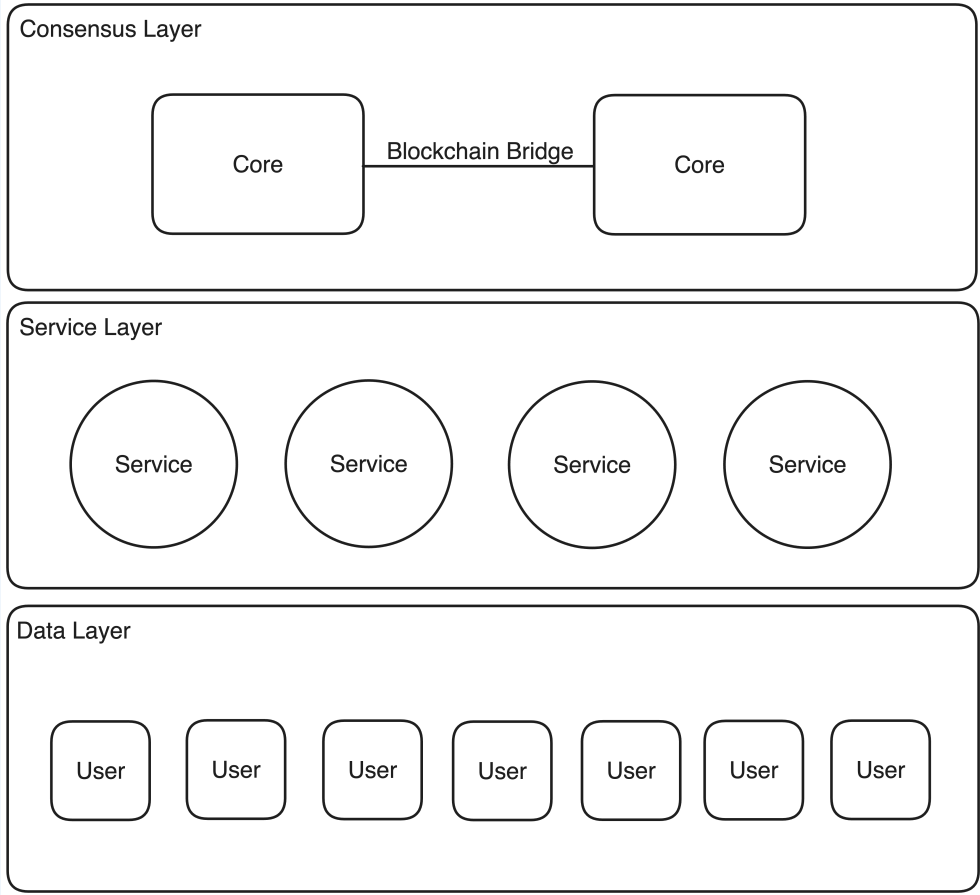 Consensus Layer
Core
Blockchain Bridge
Core
Service Layer
Service
Service
Service
Service
Data Layer
User
User
User
User
User
User
User